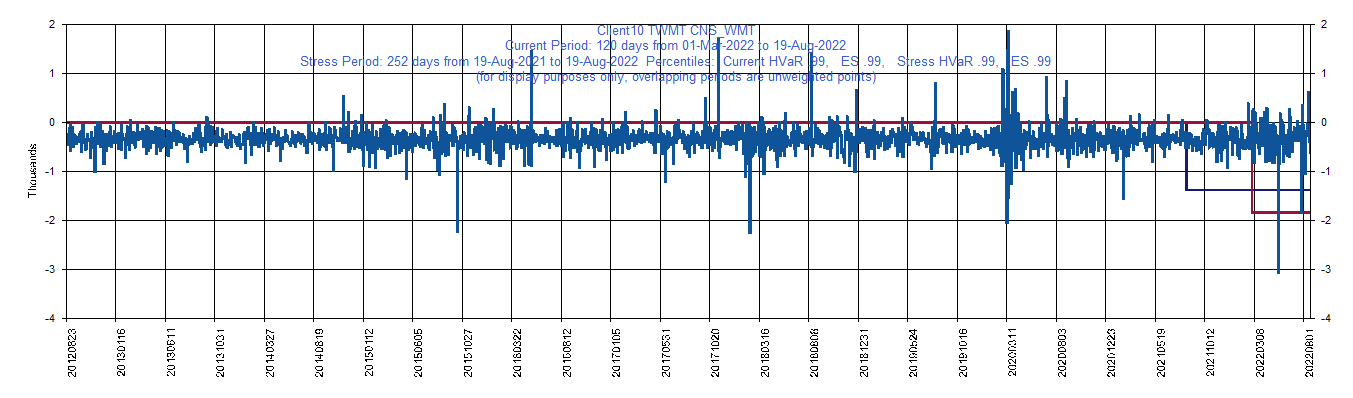 Client10 TWMT CNS_WMT
Current Period: 120 days from 01-Mar-2022 to 19-Aug-2022
Stress Period: 252 days from 19-Aug-2021 to 19-Aug-2022 Percentiles: Current HVaR .99, ES .99, Stress HVaR .99, ES .99
(for display purposes only, overlapping periods are unweighted points)
2 2
1 1
0 0
Thousands
-1 -1
-2 -2
-3 -3
-4 -4
20120823 20130116 20130611 20131031 20140327 20140819 20150112 20150605 20151027 20160322 20160812 20170105 20170531 20171020 20180316 20180808 20181231 20190524 20191016 20200311 20200803 20201223 20210519 20211012 20220308 20220801